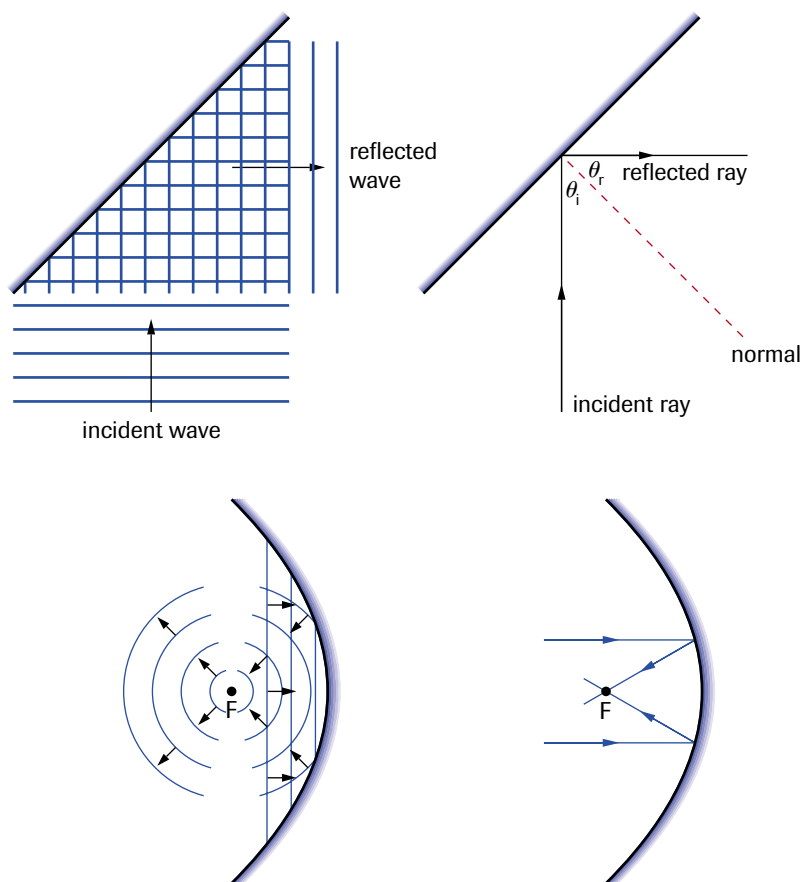 reflected
wave
incident wave
θr
reflected ray
θi
normal
incident ray
F
F